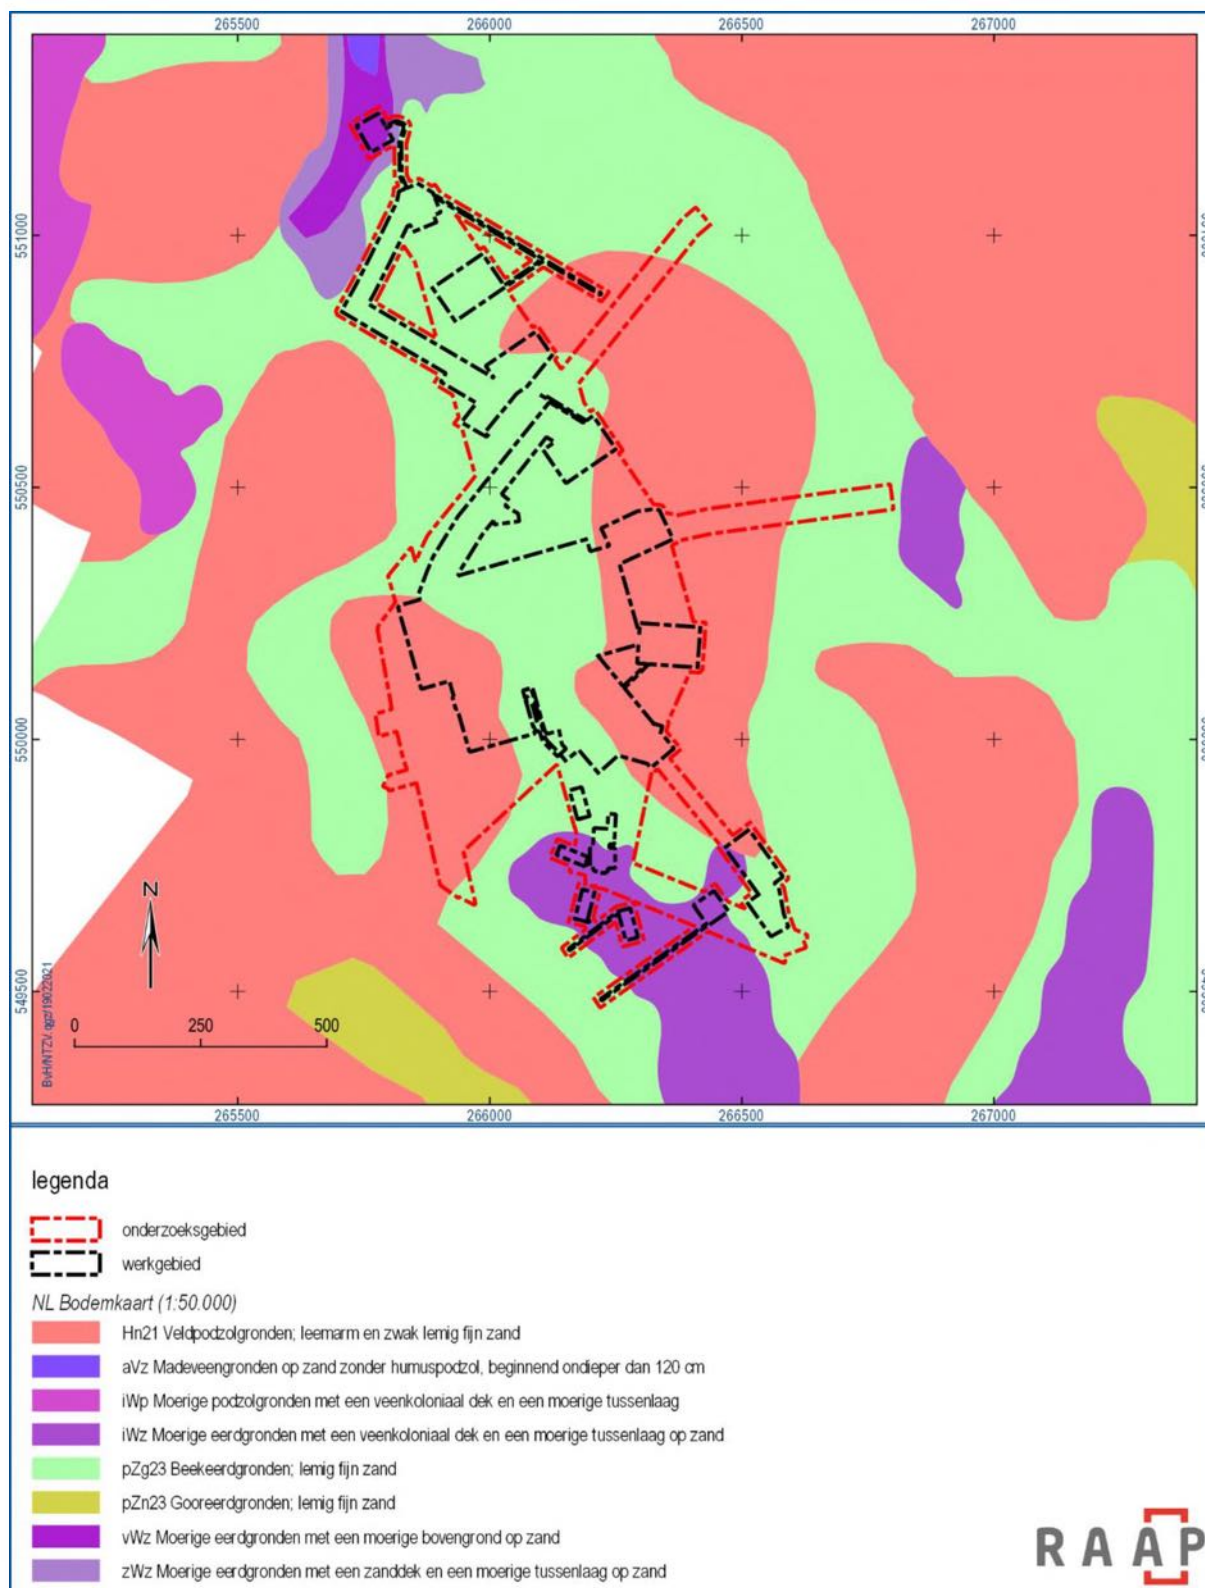 265500 266000 266500 267000
551000
551000
550500
550000
550000
549500
N
0 250 500
BvH/NTZV.qgz/19022021
265500 266000 266500 267000
legenda
onderzoeksgebied
werkgebied
NL Bodemkaart (1:50.000)
Hn21 Veldpodzolgronden; leemarm en zwak lemig fijn zand
aVz Madeveengronden op zand zonder humuspodzol, beginnend ondieper dan 120 cm
iWp Moerige podzolgronden met een veenkoloniaal dek en een moerige tussenlaag
iWz Moerige eerdgronden met een veenkoloniaal dek en een moerige tussenlaag op zand
pZg23 Beekeerdgronden; lemig fijn zand
pZn23 Gooreerdgronden; lemig fijn zand
vWz Moerige eerdgronden met een moerige bovengrond op zand
zWz Moerige eerdgronden met een zanddek en een moerige tussenlaag op zand
RAAP